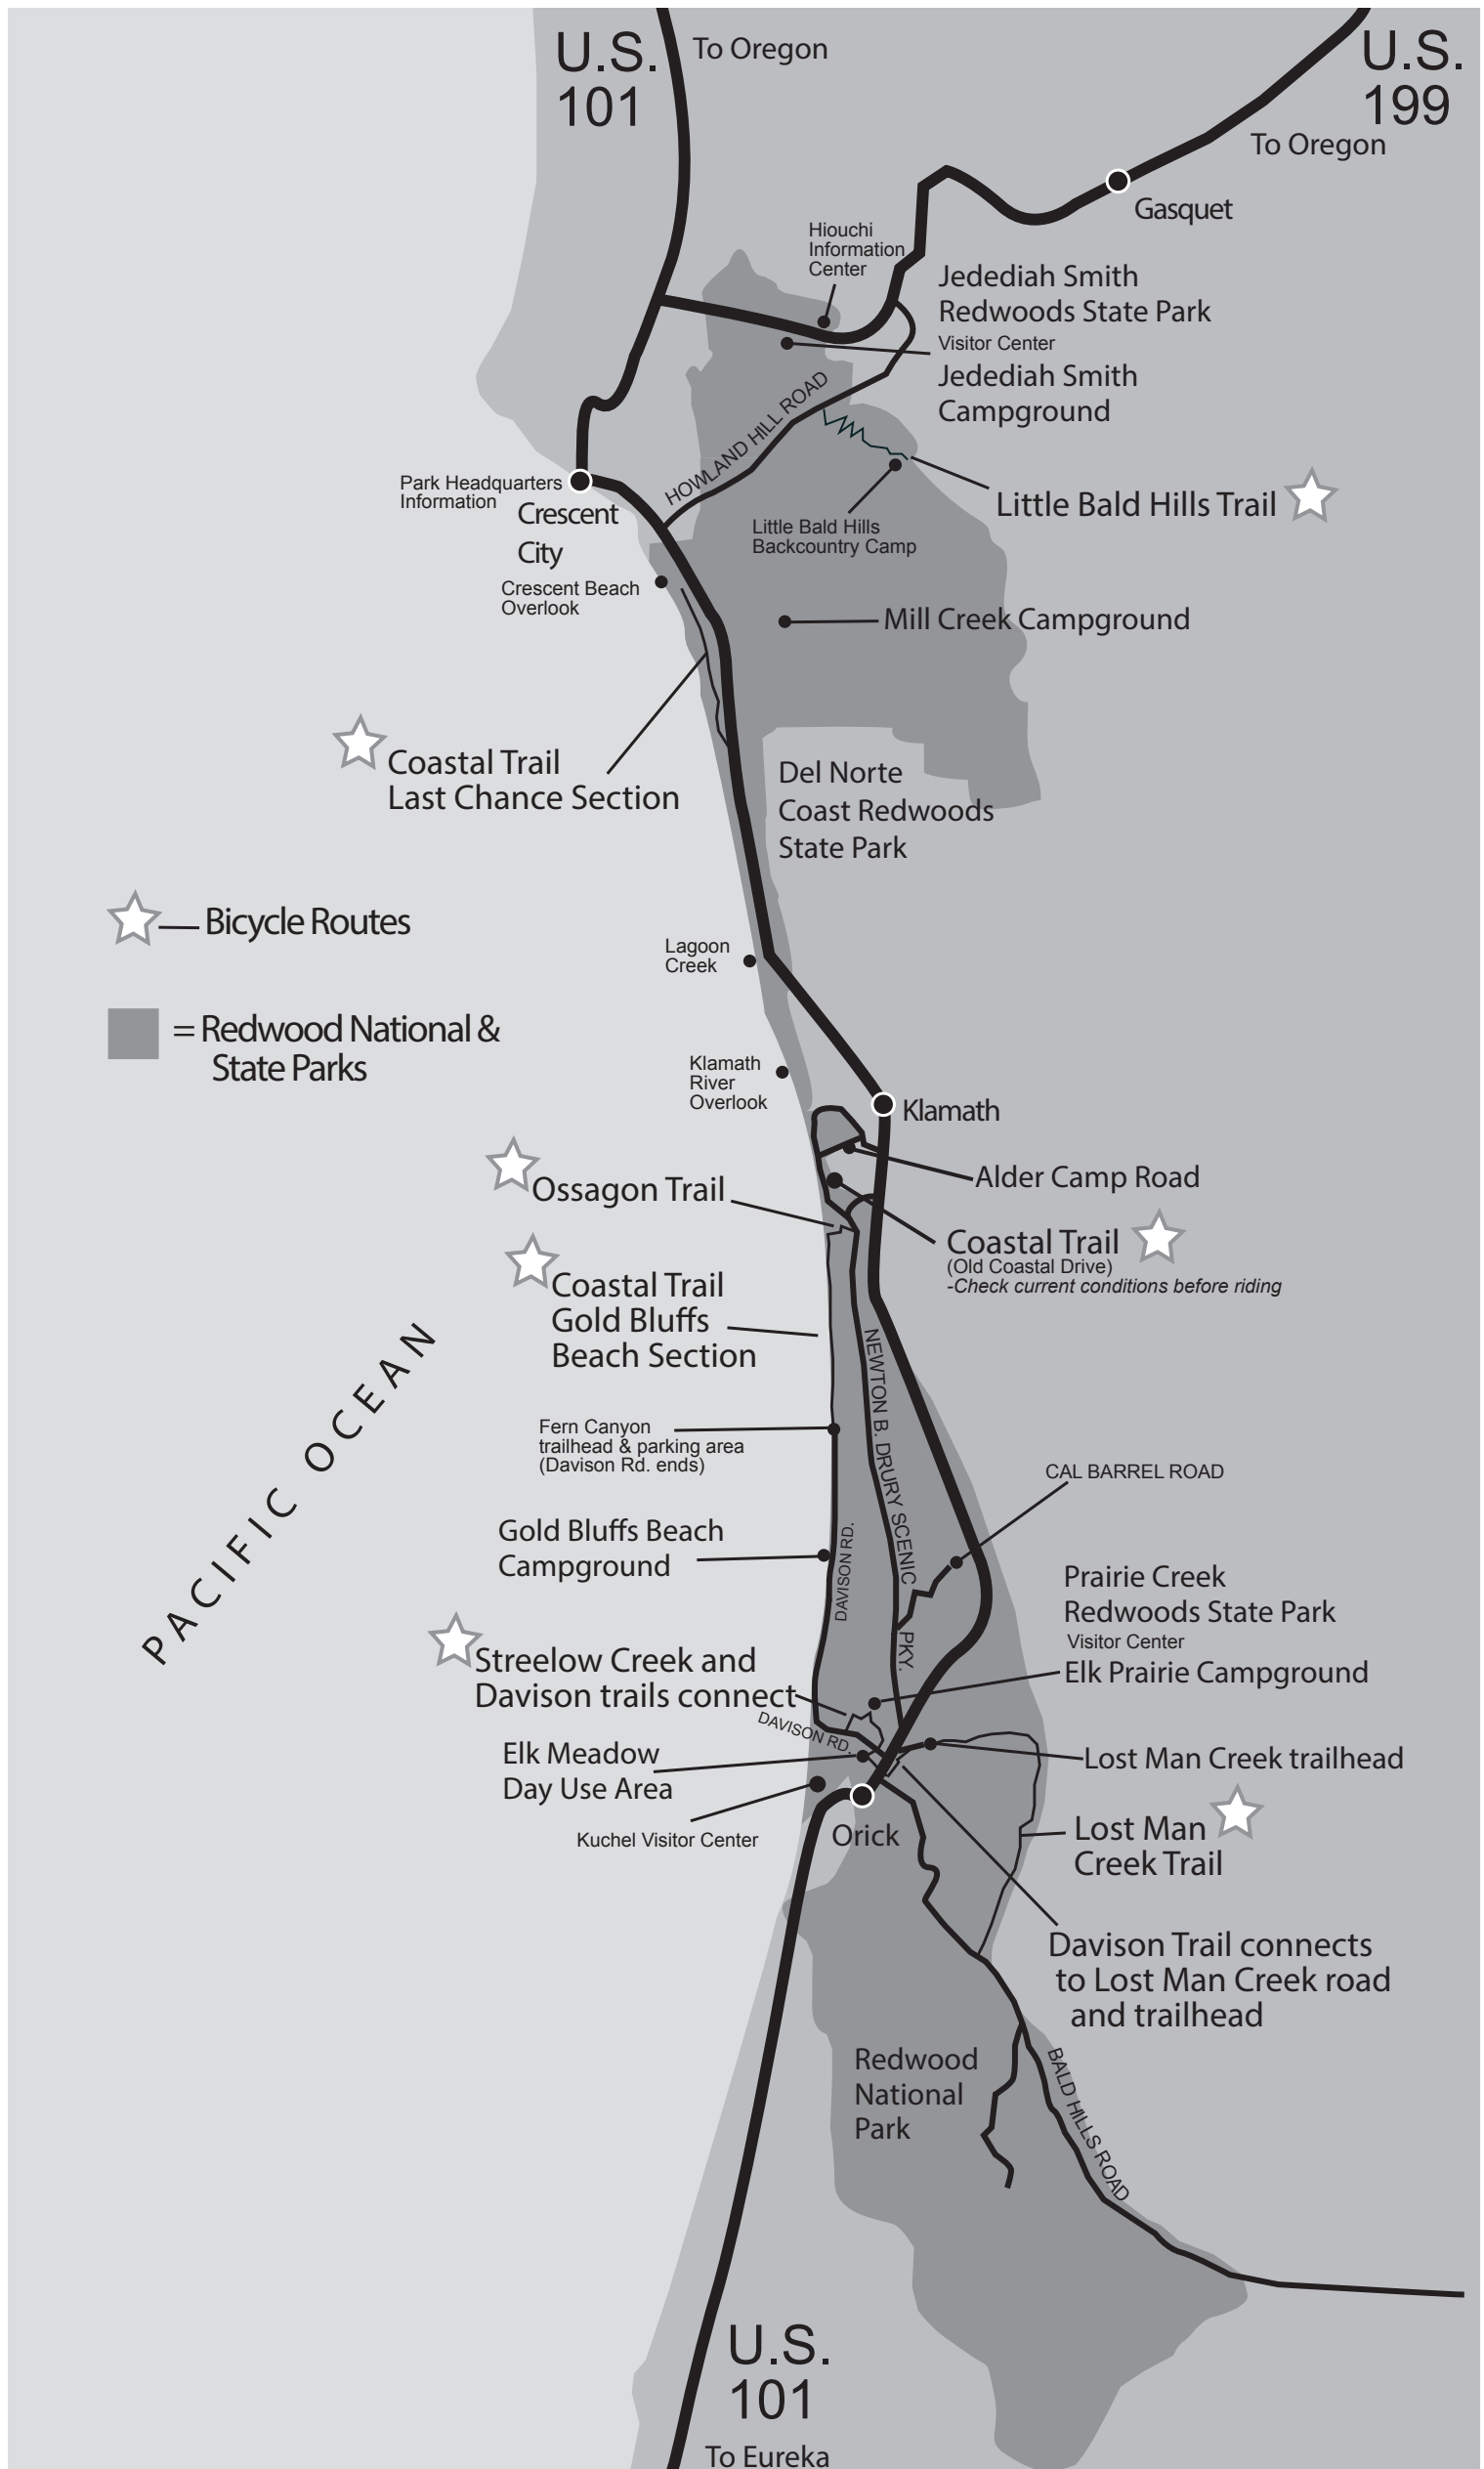 U.S.
101
To Oregon
U.S.
199
To Oregon
Gasquet
Hiouchi
Information
Center
Jedediah Smith
Redwoods State Park
Visitor Center
Jedediah Smith
Campground
HOWLAND HILL ROAD
Park Headquarters
Information
Crescent
City
Little Bald Hills Trail
Little Bald Hills
Backcountry Camp
Crescent Beach
Overlook
Mill Creek Campground
Coastal Trail
Last Chance Section
Del Norte
Coast Redwoods
State Park
Bicycle Routes
Lagoon
Creek
= Redwood National &
State Parks
Klamath
River
Overlook
Klamath
Alder Camp Road
Ossagon Trail
Coastal Trail
(Old Coastal Drive)
-Check current conditions before riding
Coastal Trail
Gold Bluffs
Beach Section
PACIFIC OCEAN
NEWTON B. DRURY SCENIC
PKY.
Fern Canyon
trailhead & parking area
(Davison Rd. ends)
CAL BARREL ROAD
Gold Bluffs Beach
Campground
DAVISON RD.
Prairie Creek
Redwoods State Park
Visitor Center
Elk Prairie Campground
Streelow Creek and
Davison trails connect
DAVISON RD.
Elk Meadow
Day Use Area
Lost Man Creek trailhead
Kuchel Visitor Center
Orick
Lost Man
Creek Trail
Davison Trail connects
to Lost Man Creek road
and trailhead
Redwood
National
Park
BALD HILLS ROAD
U.S.
101
To Eureka